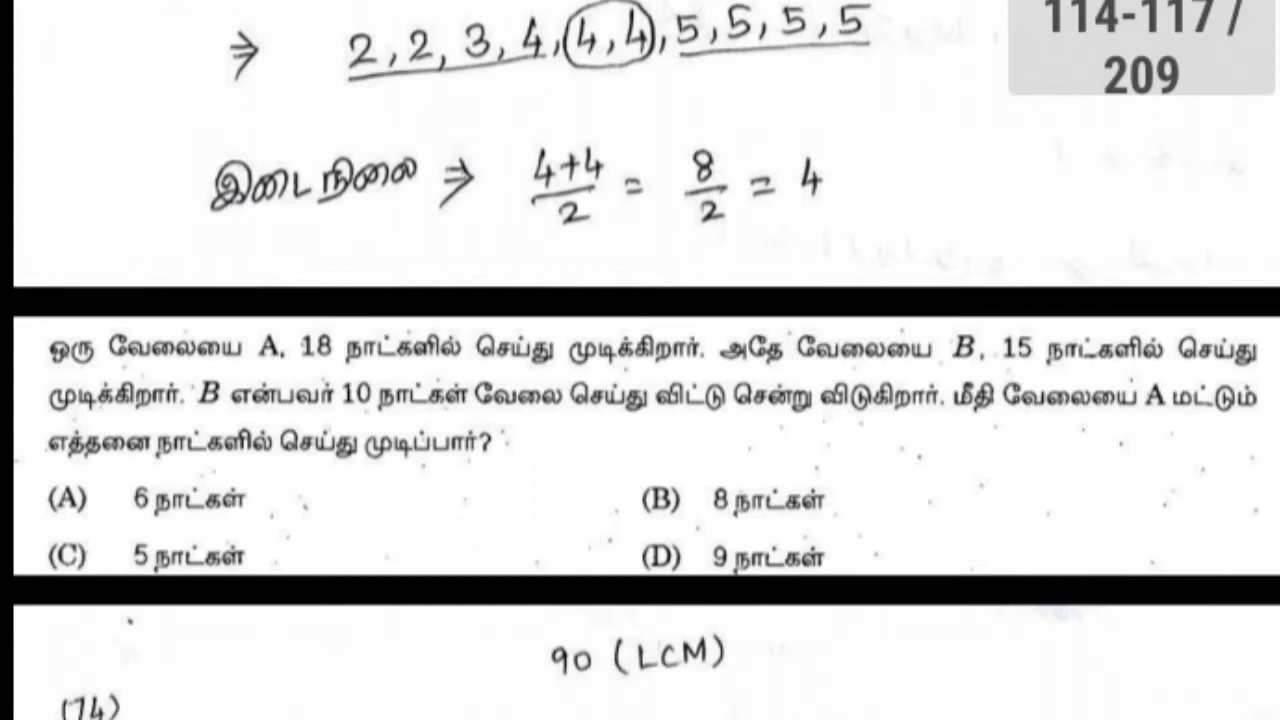 ⇒ 2, 2, 3, 4, 4, 4, 5, 5, 5, 5
114-117 /
209
இடைநிலை ⇒ 4+4/2 = 8/2 = 4
ஒரு வேலையை A, 18 நாட்களில் செய்து முடிக்கிறார். அதே வேலையை B, 15 நாட்களில் செய்து
முடிக்கிறார். B என்பவர் 10 நாட்கள் வேலை செய்து விட்டு சென்று விடுகிறார். மீதி வேலையை A மட்டும்
எத்தனை நாட்களில் செய்து முடிப்பார்?
(A) 6 நாட்கள் (B) 8 நாட்கள்
(C) 5 நாட்கள் (D) 9 நாட்கள்
90 (LCM)
(74)